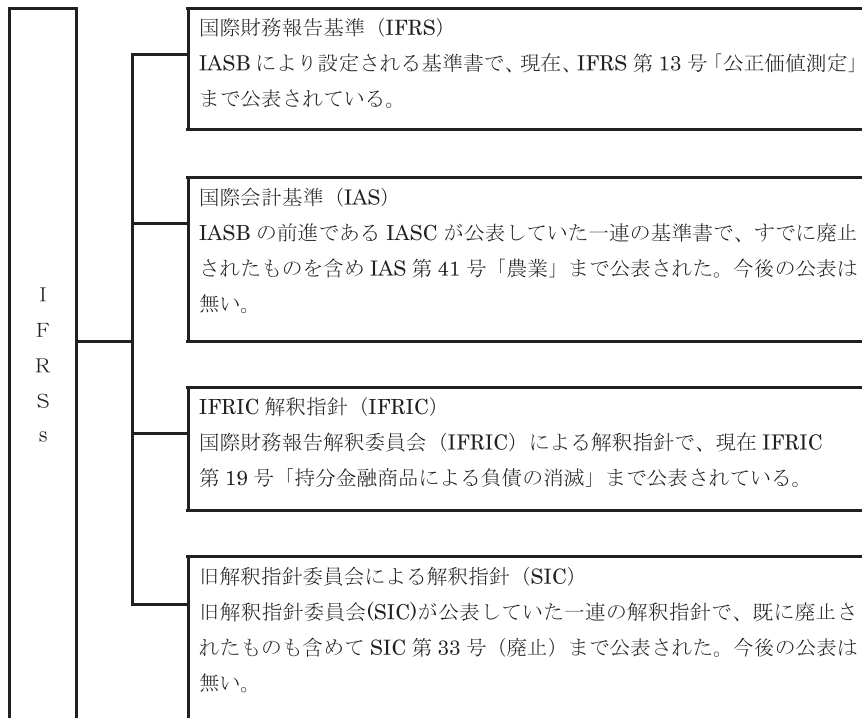 I
F
R
S
s
国際財務報告基準（IFRS）
IASB により設定される基準書で、現在、IFRS 第 13 号「公正価値測定」
まで公表されている。
国際会計基準（IAS）
IASB の前進である IASC が公表していた一連の基準書で、すでに廃止
されたものを含め IAS 第 41 号「農業」まで公表された。今後の公表は
無い。
IFRIC 解釈指針（IFRIC）
国際財務報告解釈委員会（IFRIC）による解釈指針で、現在 IFRIC
第 19 号「持分金融商品による負債の消滅」まで公表されている。
旧解釈指針委員会による解釈指針（SIC）
旧解釈指針委員会(SIC)が公表していた一連の解釈指針で、既に廃止さ
れたものも含めて SIC 第 33 号（廃止）まで公表された。今後の公表は
無い。